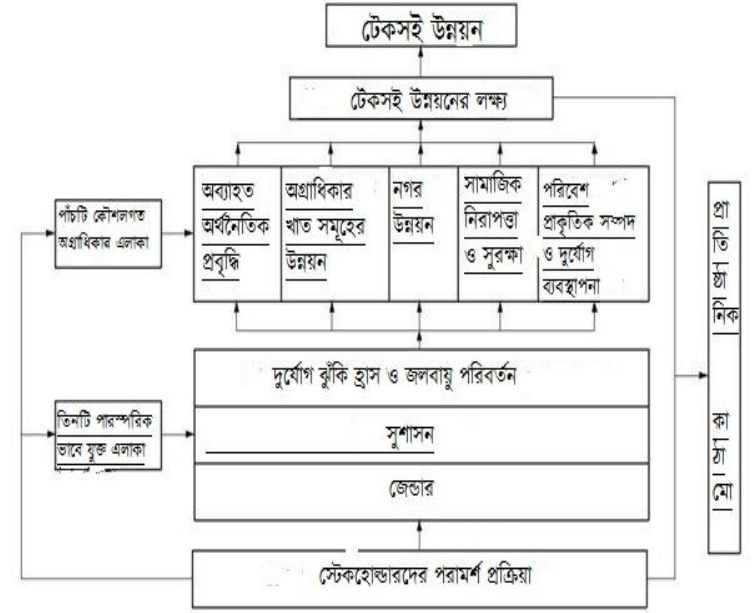 টেকসই উন্নয়ন
টেকসই উন্নয়নের লক্ষ্য
পাঁচটি কৌশলগত
অগ্রাধিকার এলাকা
অব্যাহত
অর্থনৈতিক
প্রবৃদ্ধি
অগ্রাধিকার
খাত সমূহের
উন্নয়ন
নগর
উন্নয়ন
সামাজিক
নিরাপত্তা
ও সুরক্ষা
পরিবেশ
প্রাকৃতিক সম্পদ
ও দুর্যোগ
ব্যবস্থাপনা
প্রাতিষ্ঠানিক
কাঠামো
তিনটি পারস্পরিক
ভাবে যুক্ত এলাকা
দুর্যোগ ঝুঁকি হ্রাস ও জলবায়ু পরিবর্তন
সুশাসন
জেন্ডার
স্টেকহোল্ডারদের পরামর্শ প্রক্রিয়া